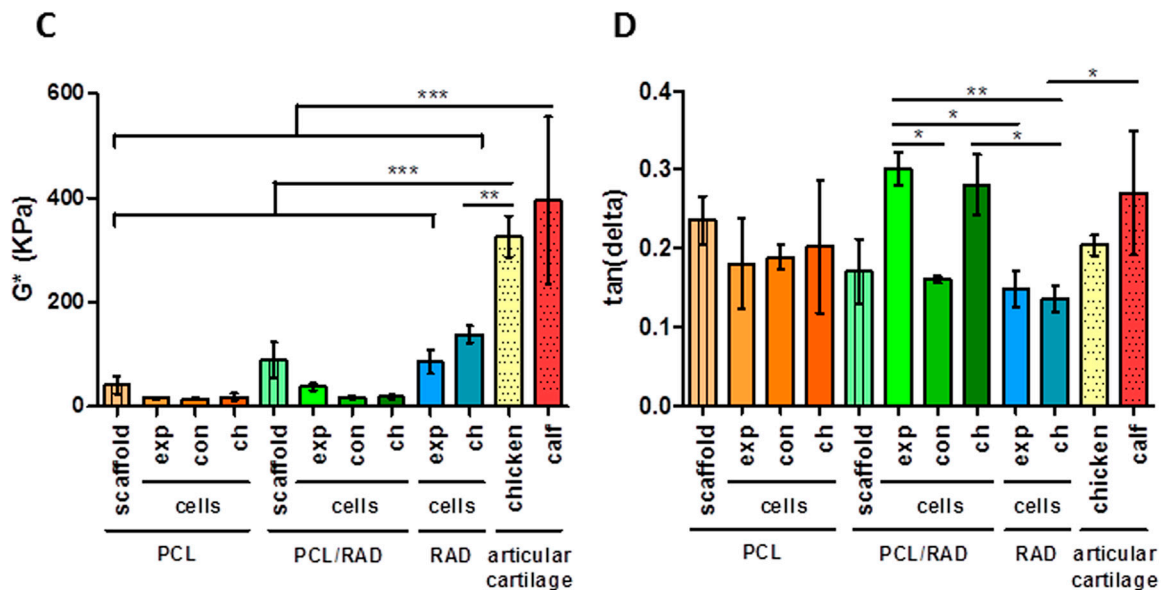 C
600
400
200
0
G* (KPa)
***
***
**
scaffold
exp
con
ch
scaffold
exp
con
ch
exp
ch
chicken
calf
cells
cells
cells
PCL
PCL/RAD
RAD
articular
cartilage
D
0.4
0.3
0.2
0.1
0.0
tan(delta)
*
**
*
*
*
scaffold
exp
con
ch
scaffold
exp
con
ch
exp
ch
chicken
calf
cells
cells
cells
PCL
PCL/RAD
RAD
articular
cartilage